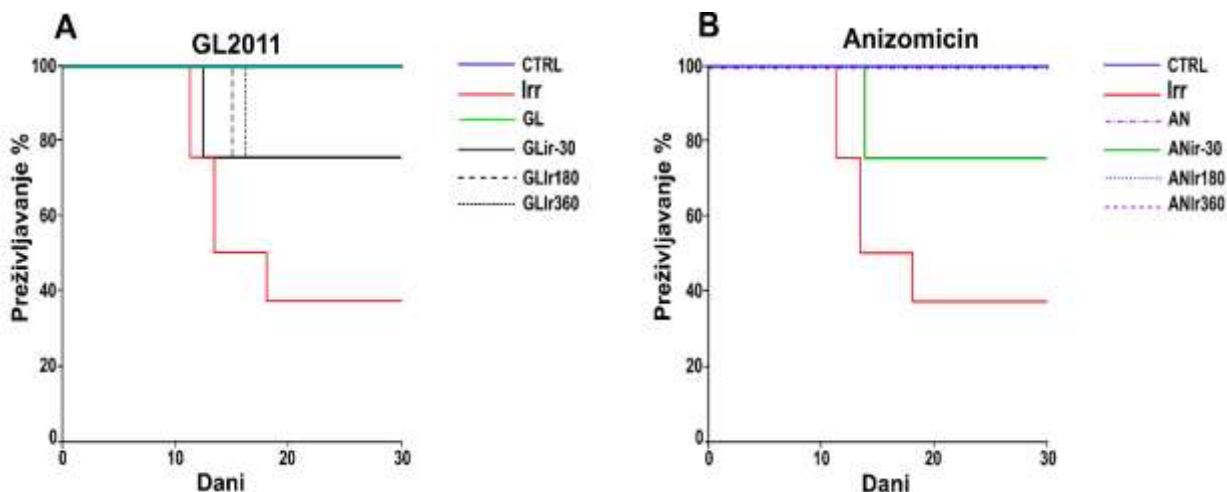 A
GL2011
Preživljavanje %
100
80
60
40
20
0
0 10 20 30
Dani
CTRL
Irr
GL
GLir-30
GLIr180
GLIr360
B
Anizomicin
Preživljavanje %
100
80
60
40
20
0
0 10 20 30
Dani
CTRL
Irr
AN
ANir-30
ANIr180
ANIr360